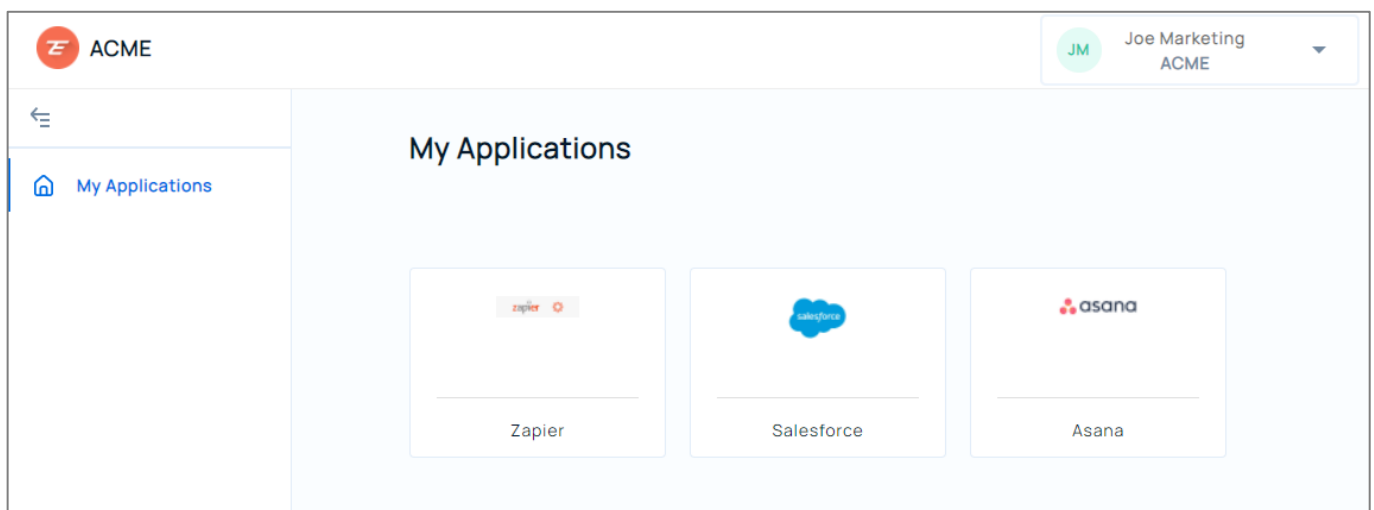 ACME
JM
Joe Marketing
ACME
My Applications
My Applications
zapier
salesforce
asana
Zapier
Salesforce
Asana